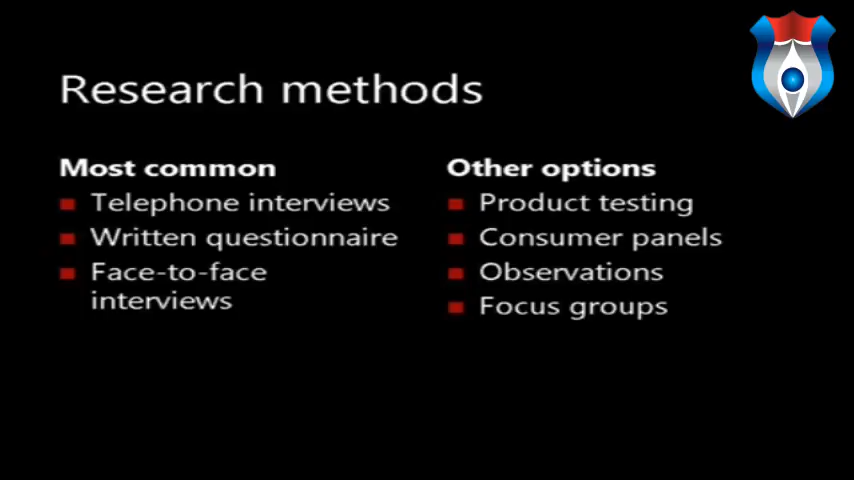 Research methods
Most common
Telephone interviews
Written questionnaire
Face-to-face
interviews
Other options
Product testing
Consumer panels
Observations
Focus groups